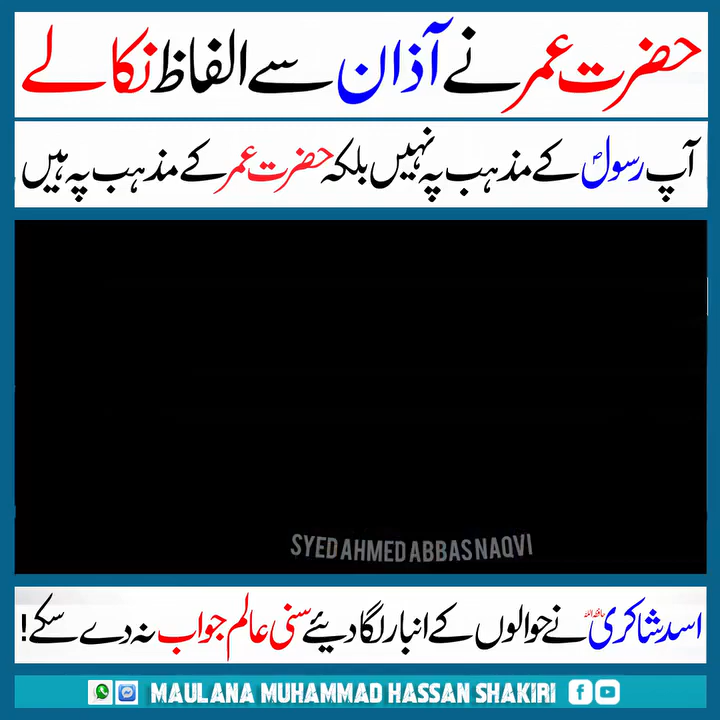 حضرت عمر نے آذان سے الفاظ نکالے
آپ رسولؐ کے مذہب پہ نہیں بلکہ حضرت عمر کے مذہب پہ ہیں
SYED AHMED ABBAS NAQVI
اسد شاکری حافظہ اللہ نے حوالوں کے انبار لگا دیئے سنی عالم جواب نہ دے سکے!
MAULANA MUHAMMAD HASSAN SHAKIRI